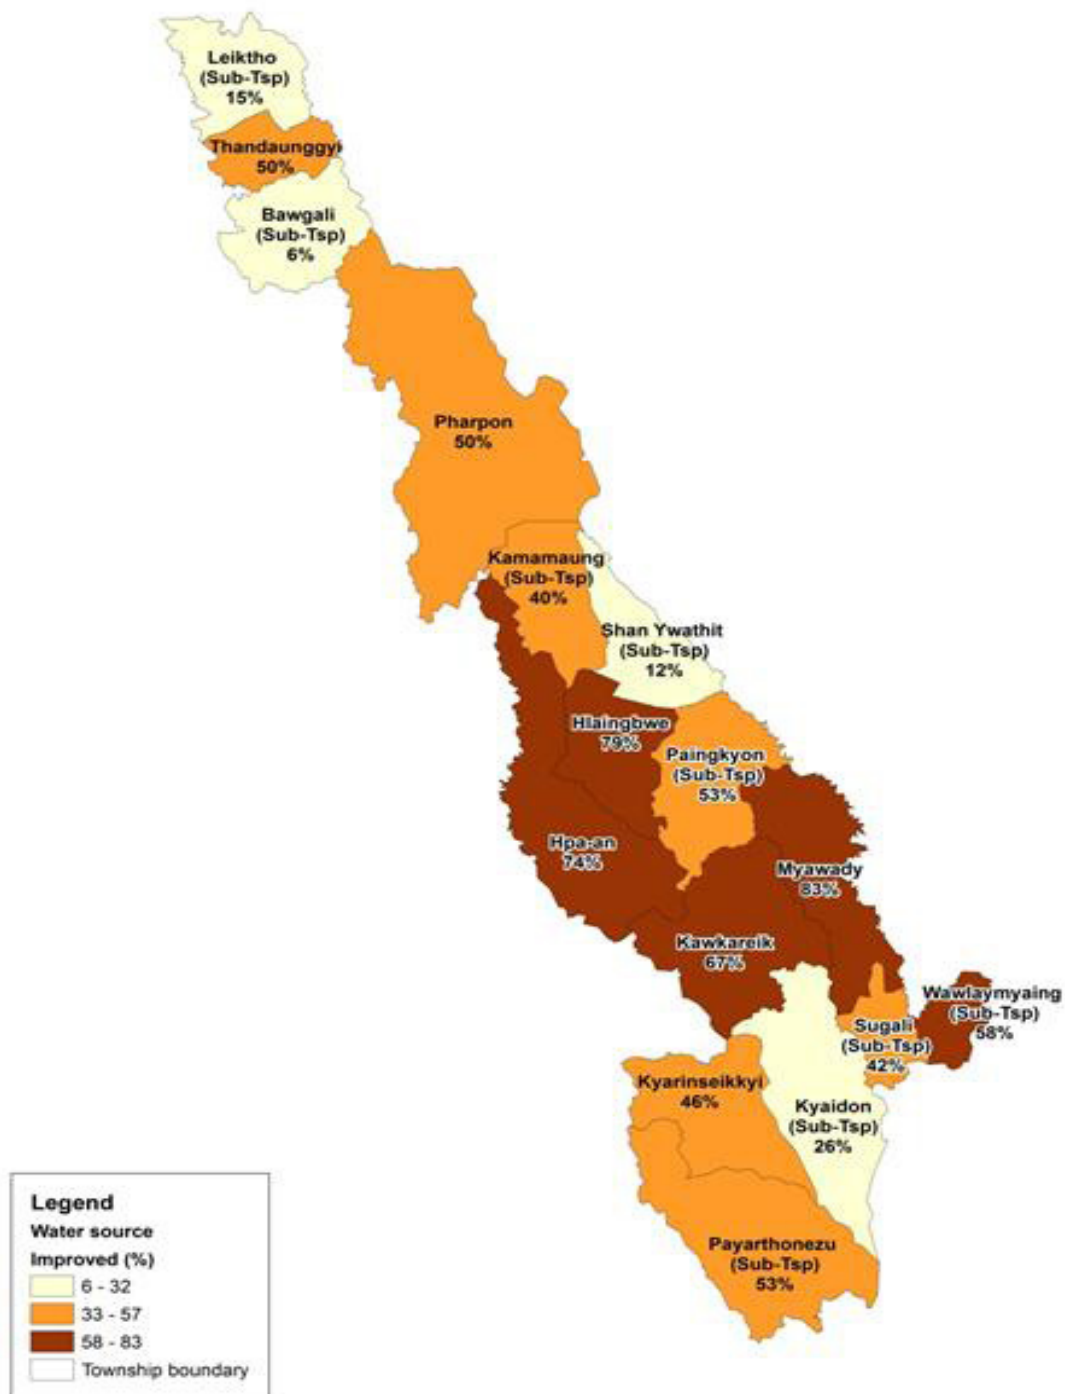 Leiktho
(Sub-Tsp)
15%
Thandaunggyi
50%
Bawgali
(Sub-Tsp)
6%
Pharpon
50%
Kamamaung
(Sub-Tsp)
40%
Shan Ywathit
(Sub-Tsp)
12%
Hlaingbwe
79%
Paingkyon
(Sub-Tsp)
53%
Hpa-an
74%
Myawady
83%
Kawkareik
67%
Wawlaymyaing
(Sub-Tsp)
58%
Sugali
(Sub-Tsp)
42%
Kyarinseikkyi
46%
Kyaidon
(Sub-Tsp)
26%
Payarthonezu
(Sub-Tsp)
53%
Legend
Water source
Improved (%)
6 - 32
33 - 57
58 - 83
Township boundary